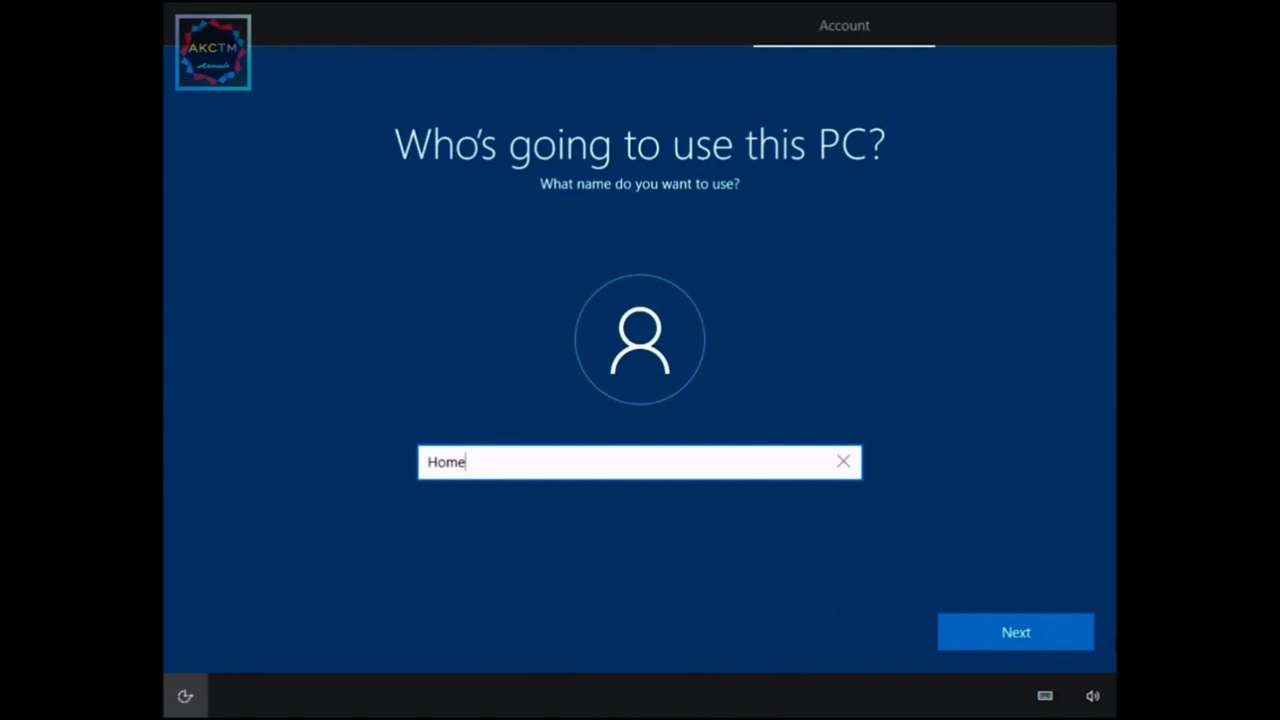 Account
AKCTM
Who's going to use this PC?
What name do you want to use?
Home
Next